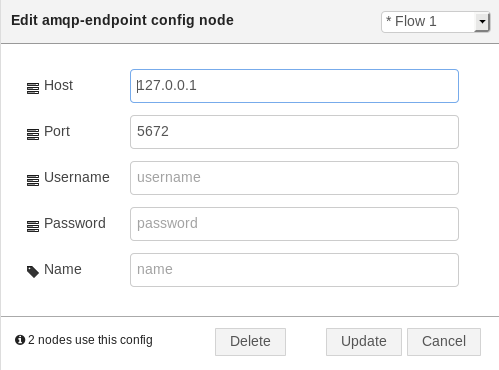 Edit amqp-endpoint config node
* Flow 1
Host 127.0.0.1
Port 5672
Username username
Password password
Name name
2 nodes use this config
Delete Update Cancel